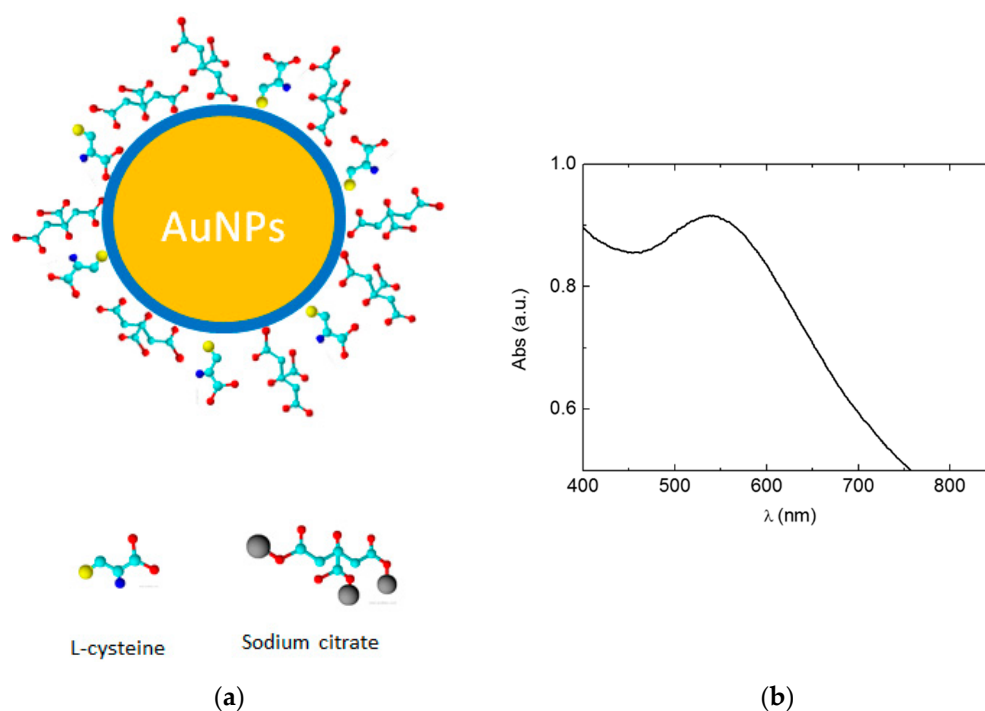 AuNPs
L-cysteine
Sodium citrate
(a)
1.0
0.8
0.6
Abs (a.u.)
400 500 600 700 800
λ (nm)
(b)